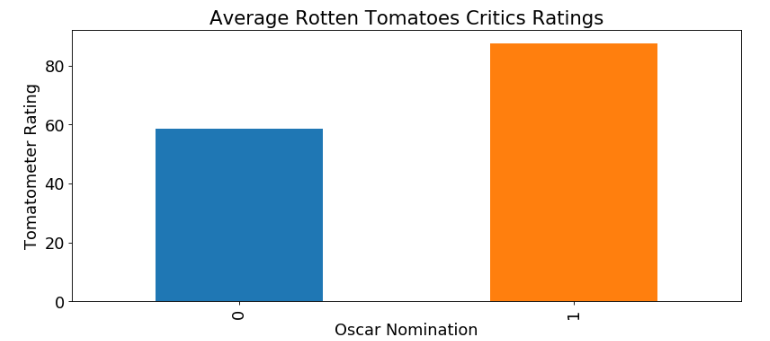 Average Rotten Tomatoes Critics Ratings
Tomatometer Rating
80
60
40
20
0
0
1
Oscar Nomination